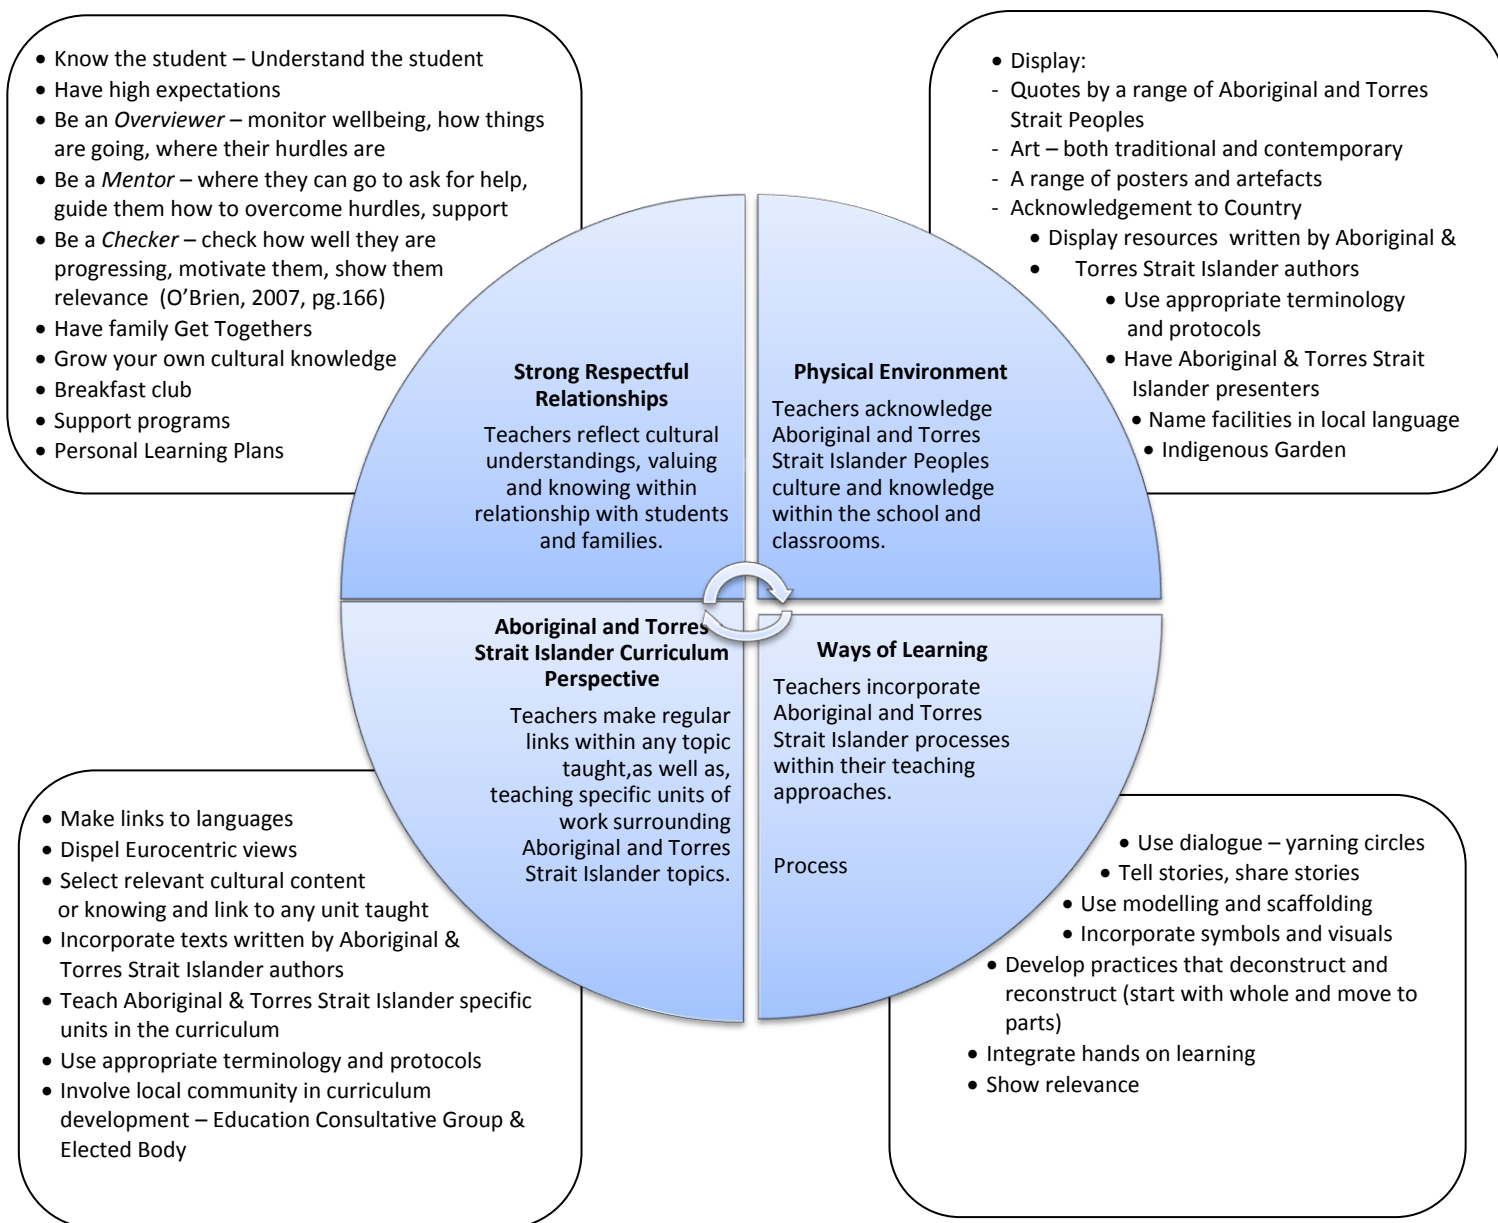 • Know the student – Understand the student
• Have high expectations
• Be an Overviewer – monitor wellbeing, how things
are going, where their hurdles are
• Be a Mentor – where they can go to ask for help,
guide them how to overcome hurdles, support
• Be a Checker – check how well they are
progressing, motivate them, show them
relevance  (O’Brien, 2007, pg.166)
• Have family Get Togethers
• Grow your own cultural knowledge
• Breakfast club
• Support programs
• Personal Learning Plans
• Display:
- Quotes by a range of Aboriginal and Torres
Strait Peoples
- Art – both traditional and contemporary
- A range of posters and artefacts
- Acknowledgement to Country
• Display resources  written by Aboriginal &
• Torres Strait Islander authors
• Use appropriate terminology
and protocols
• Have Aboriginal & Torres Strait
Islander presenters
• Name facilities in local language
• Indigenous Garden
Strong Respectful
Relationships
Teachers reflect cultural
understandings, valuing
and knowing within
relationship with students
and families.
Physical Environment
Teachers acknowledge
Aboriginal and Torres
Strait Islander Peoples
culture and knowledge
within the school and
classrooms.
Aboriginal and Torres
Strait Islander Curriculum
Perspective
Teachers make regular
links within any topic
taught,as well as,
teaching specific units of
work surrounding
Aboriginal and Torres
Strait Islander topics.
Ways of Learning
Teachers incorporate
Aboriginal and Torres
Strait Islander processes
within their teaching
approaches.
Process
• Make links to languages
• Dispel Eurocentric views
• Select relevant cultural content
or knowing and link to any unit taught
• Incorporate texts written by Aboriginal &
Torres Strait Islander authors
• Teach Aboriginal & Torres Strait Islander specific
units in the curriculum
• Use appropriate terminology and protocols
• Involve local community in curriculum
development – Education Consultative Group &
Elected Body
• Use dialogue – yarning circles
• Tell stories, share stories
• Use modelling and scaffolding
• Incorporate symbols and visuals
• Develop practices that deconstruct and
reconstruct (start with whole and move to
parts)
• Integrate hands on learning
• Show relevance